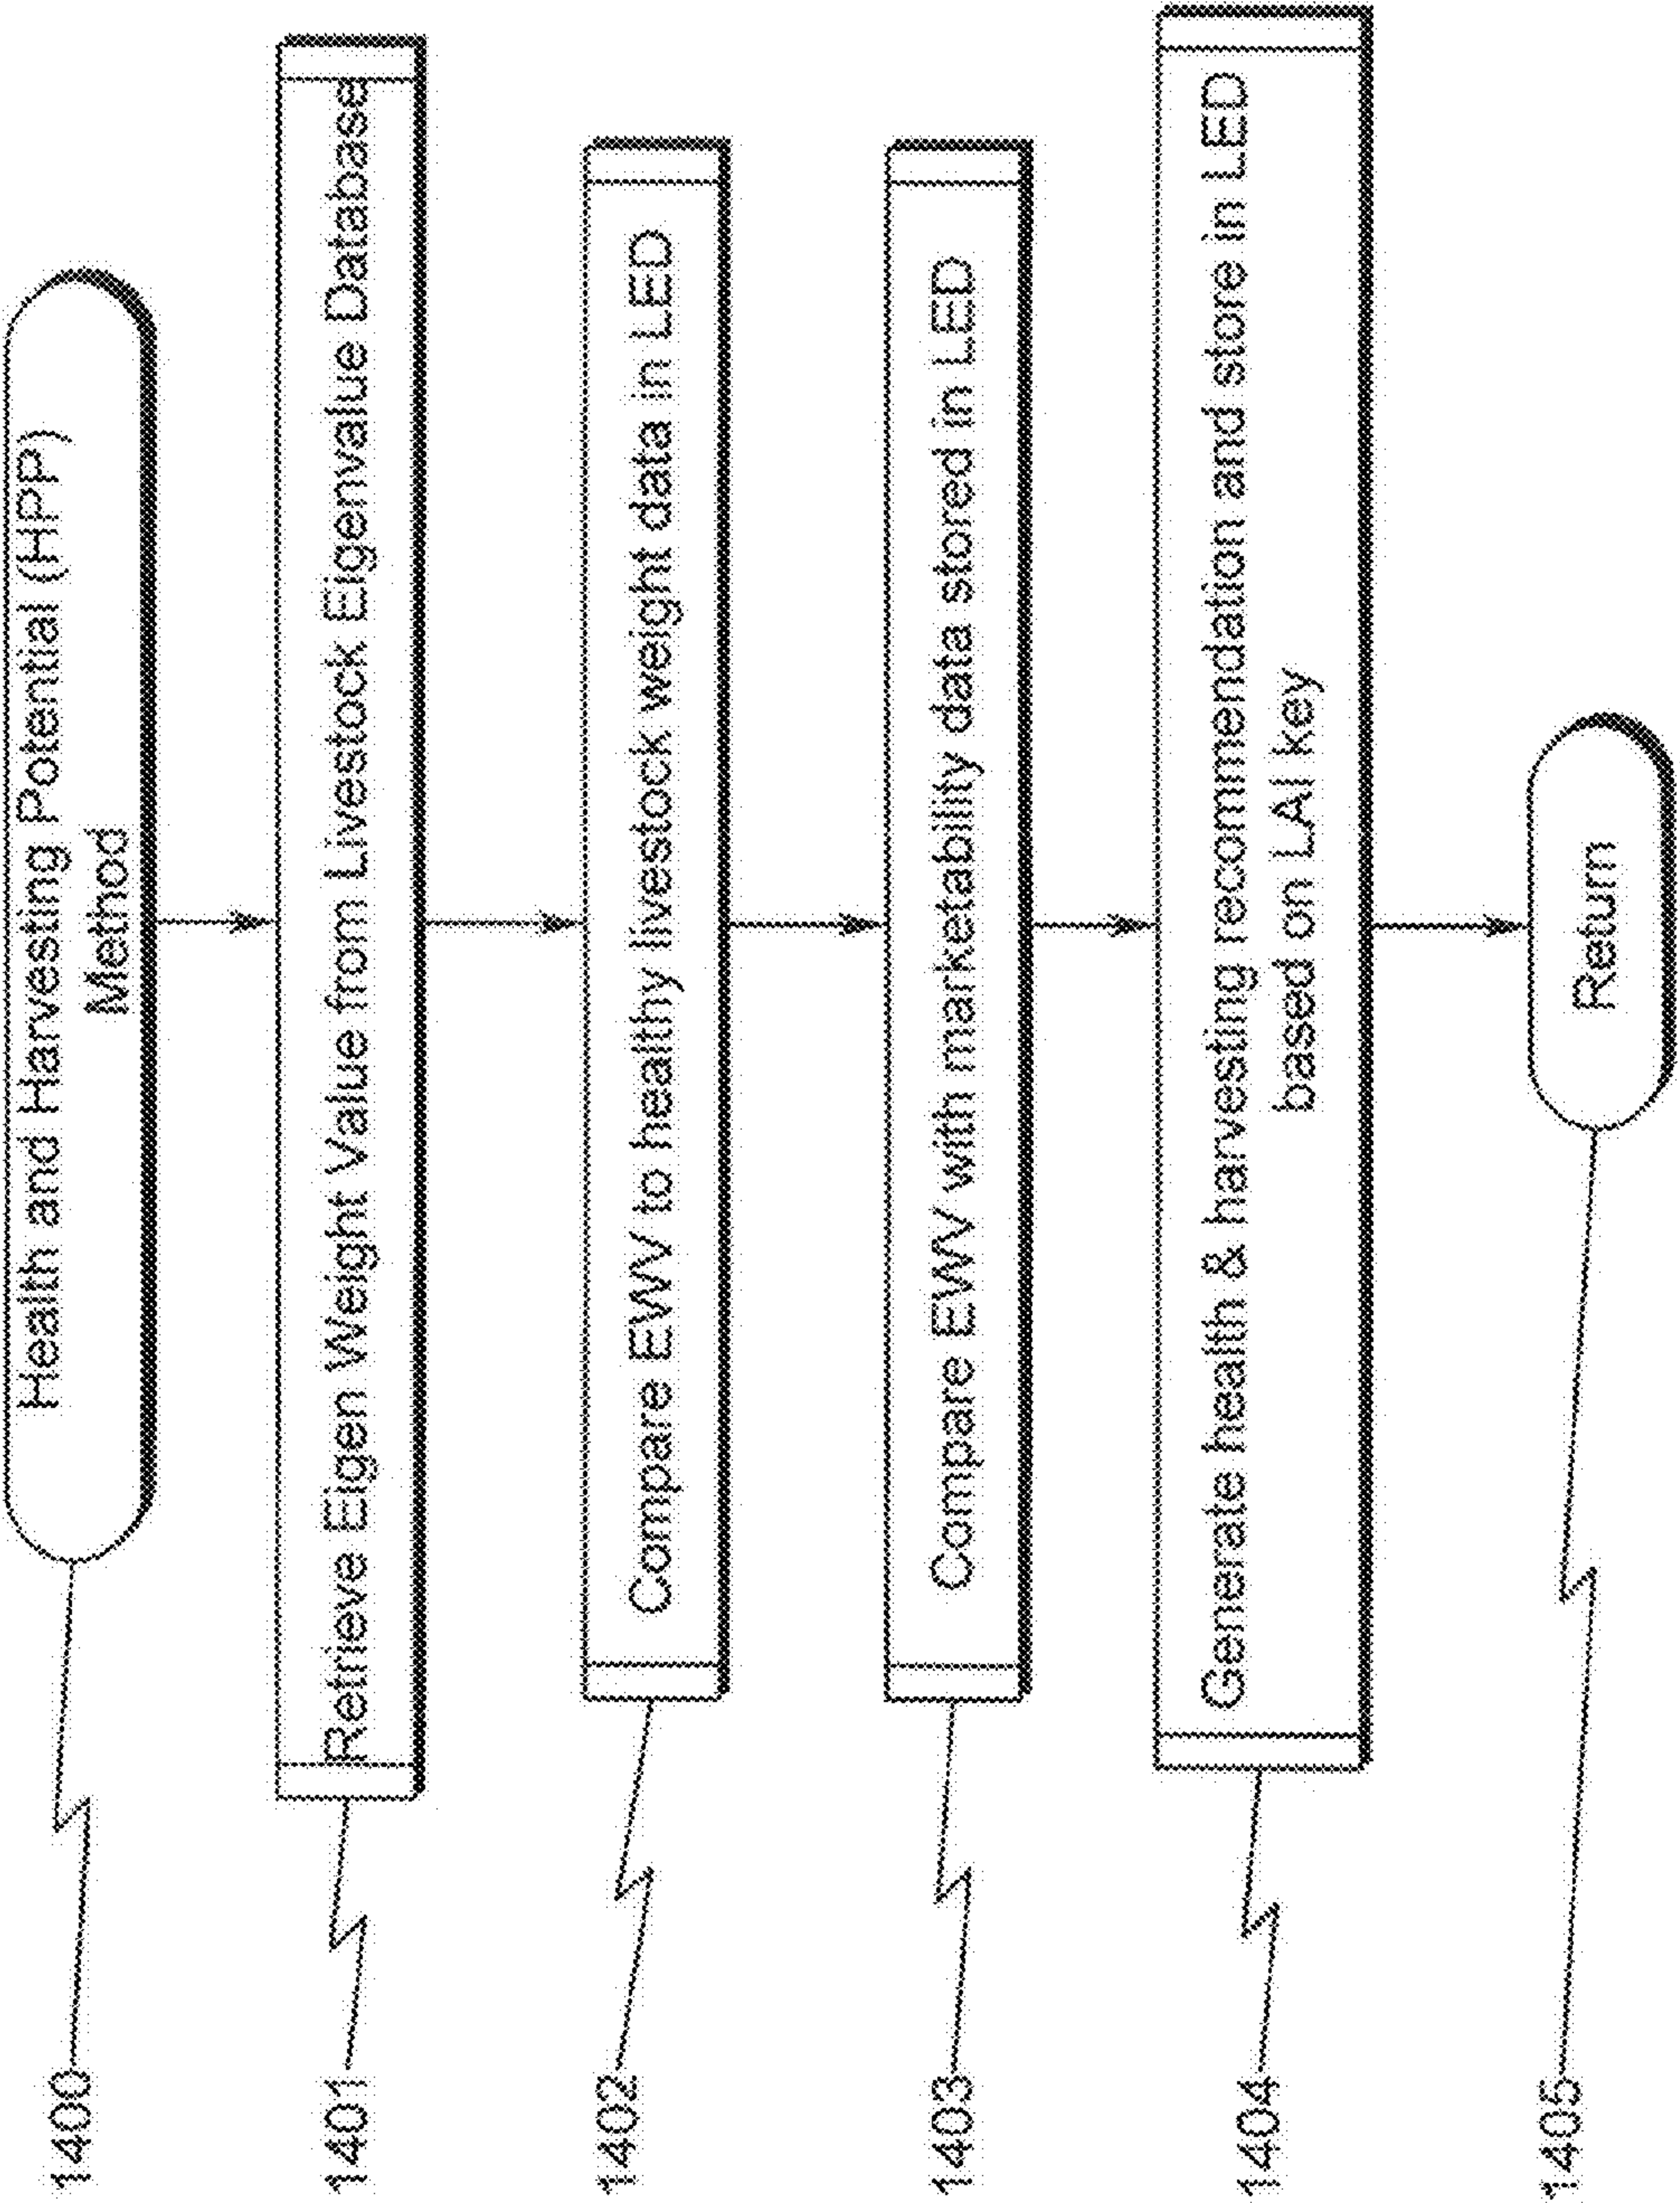 Health and Harvesting Potential (HPP)
Method
1400
Retrieve Eigen Weight Value from Livestock Eigenvalue Database
1401
Compare EWV to healthy livestock weight data in LED
1402
Compare EWV with marketability data stored in LED
1403
Generate health & harvesting recommendation and store in LED
based on LAI key
1404
Return
1405